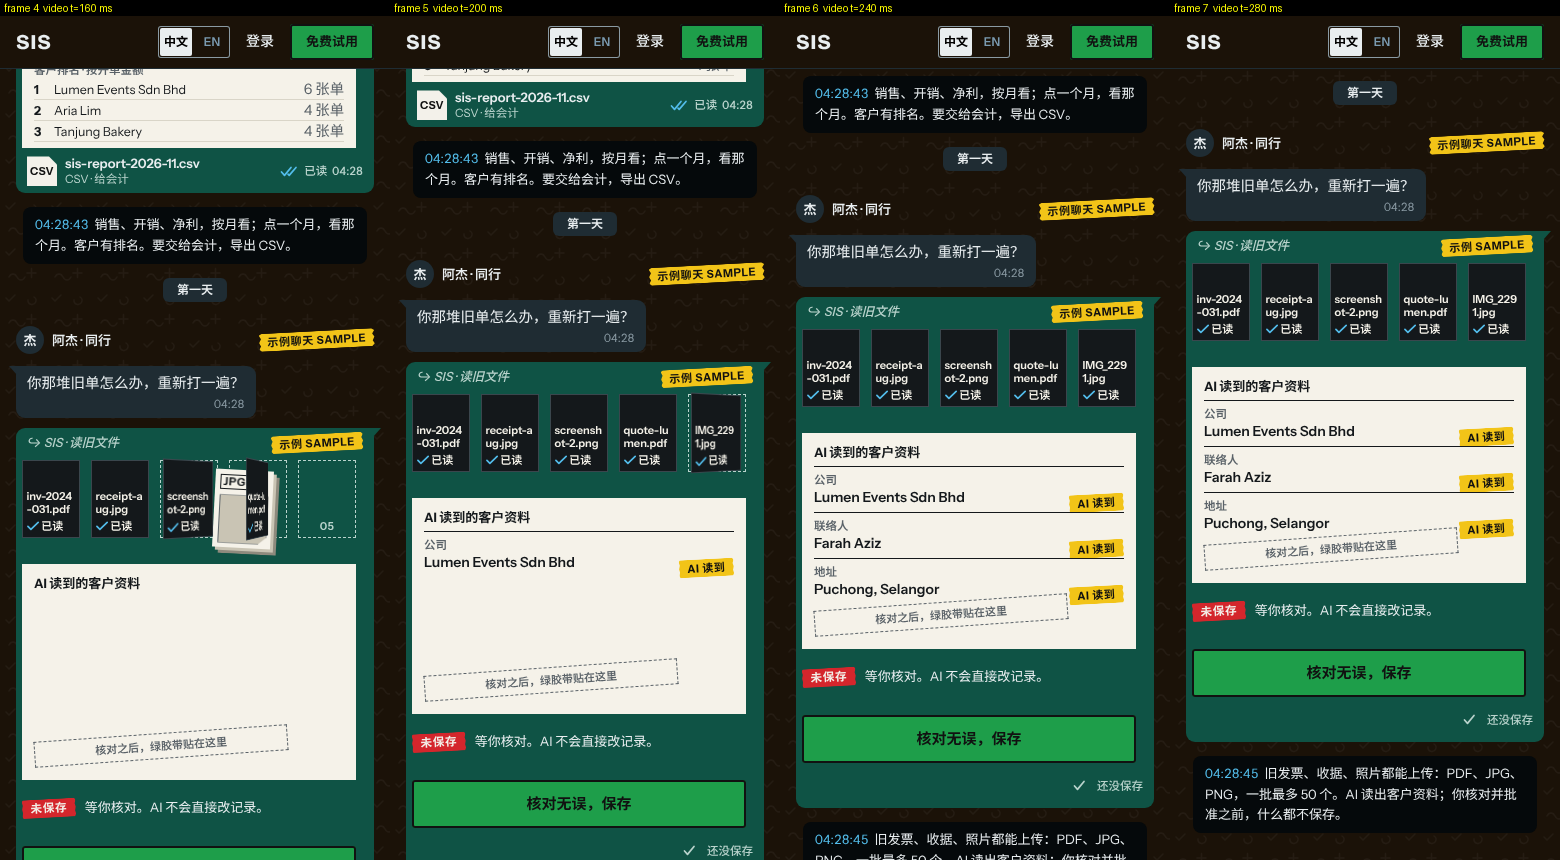 frame 4 video t=160 ms
SIS 中文 EN 登录 免费试用
客户排名·按开单金额
1 Lumen Events Sdn Bhd 6 张单
2 Aria Lim 4 张单
3 Tanjung Bakery 4 张单
CSV sis-report-2026-11.csv
CSV·给会计 已读 04:28
04:28:43 销售、开销、净利，按月看；点一个月，看那
个月。客户有排名。要交给会计，导出 CSV。
第一天
杰 阿杰·同行 示例聊天 SAMPLE
你那堆旧单怎么办，重新打一遍？
04:28
SIS·读旧文件 示例 SAMPLE
inv-2024
-031.pdf
已读
receipt-a
ug.jpg
已读
screensh
ot-2.png
已读
JPG
05
AI 读到的客户资料
核对之后，绿胶带贴在这里
未保存 等你核对。AI 不会直接改记录。
frame 5 video t=200 ms
SIS 中文 EN 登录 免费试用
CSV sis-report-2026-11.csv
CSV·给会计 已读 04:28
04:28:43 销售、开销、净利，按月看；点一个月，看那
个月。客户有排名。要交给会计，导出 CSV。
第一天
杰 阿杰·同行 示例聊天 SAMPLE
你那堆旧单怎么办，重新打一遍？
04:28
SIS·读旧文件 示例 SAMPLE
inv-2024
-031.pdf
已读
receipt-a
ug.jpg
已读
screensh
ot-2.png
已读
quote-lu
men.pdf
已读
IMG_229
1.jpg
已读
AI 读到的客户资料
公司
Lumen Events Sdn Bhd AI 读到
核对之后，绿胶带贴在这里
未保存 等你核对。AI 不会直接改记录。
核对无误，保存
还没保存
frame 6 video t=240 ms
SIS 中文 EN 登录 免费试用
04:28:43 销售、开销、净利，按月看；点一个月，看那
个月。客户有排名。要交给会计，导出 CSV。
第一天
杰 阿杰·同行 示例聊天 SAMPLE
你那堆旧单怎么办，重新打一遍？
04:28
SIS·读旧文件 示例 SAMPLE
inv-2024
-031.pdf
已读
receipt-a
ug.jpg
已读
screensh
ot-2.png
已读
quote-lu
men.pdf
已读
IMG_229
1.jpg
已读
AI 读到的客户资料
公司
Lumen Events Sdn Bhd AI 读到
联络人
Farah Aziz AI 读到
地址
Puchong, Selangor AI 读到
核对之后，绿胶带贴在这里
未保存 等你核对。AI 不会直接改记录。
核对无误，保存
还没保存
04:28:45 旧发票、收据、照片都能上传：PDF、JPG、
frame 7 video t=280 ms
SIS 中文 EN 登录 免费试用
第一天
杰 阿杰·同行 示例聊天 SAMPLE
你那堆旧单怎么办，重新打一遍？
04:28
SIS·读旧文件 示例 SAMPLE
inv-2024
-031.pdf
已读
receipt-a
ug.jpg
已读
screensh
ot-2.png
已读
quote-lu
men.pdf
已读
IMG_229
1.jpg
已读
AI 读到的客户资料
公司
Lumen Events Sdn Bhd AI 读到
联络人
Farah Aziz AI 读到
地址
Puchong, Selangor AI 读到
核对之后，绿胶带贴在这里
未保存 等你核对。AI 不会直接改记录。
核对无误，保存
还没保存
04:28:45 旧发票、收据、照片都能上传：PDF、JPG、
PNG，一批最多 50 个。AI 读出客户资料；你核对并批
准之前，什么都不保存。